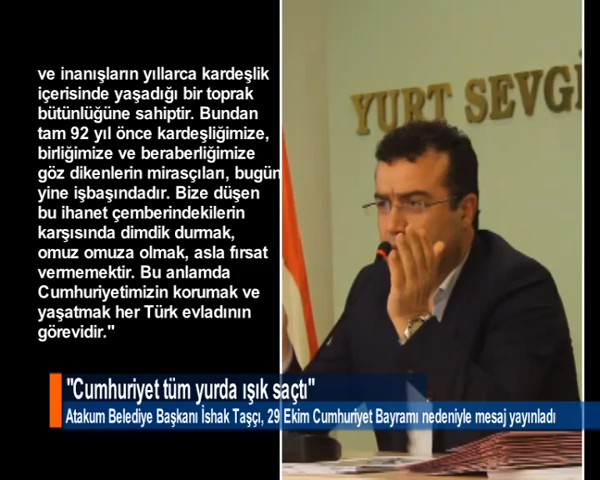 ve inanışların yıllarca kardeşlik
içerisinde yaşadığı bir toprak
bütünlüğüne sahiptir. Bundan
tam 92 yıl önce kardeşliğimize,
birliğimize ve beraberliğimize
göz dikenlerin mirasçıları, bugün
yine işbaşındadır. Bize düşen
bu ihanet çemberindekilerin
karşısında dimdik durmak,
omuz omuza olmak, asla fırsat
vermemektir. Bu anlamda
Cumhuriyetimizin korumak ve
yaşatmak her Türk evladının
görevidir."
YURT SEVGİ
"Cumhuriyet tüm yurda ışık saçtı"
Atakum Belediye Başkanı İshak Taşçı, 29 Ekim Cumhuriyet Bayramı nedeniyle mesaj yayınladı